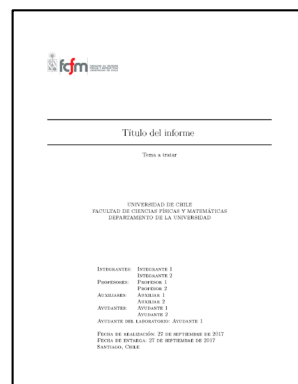 fcfm
Título del informe
Tema a tratar
UNIVERSIDAD DE CHILE
FACULTAD DE CIENCIAS FÍSICAS Y MATEMÁTICAS
DEPARTAMENTO DE LA UNIVERSIDAD
Integrantes: Integrante 1
Integrante 2
Profesores: Profesor 1
Profesor 2
Auxiliares: Auxiliar 1
Auxiliar 2
Ayudantes: Ayudante 1
Ayudante 2
Ayudante del laboratorio: Ayudante 1
Fecha de realización: 27 de septiembre de 2017
Fecha de entrega: 27 de septiembre de 2017
Santiago, Chile